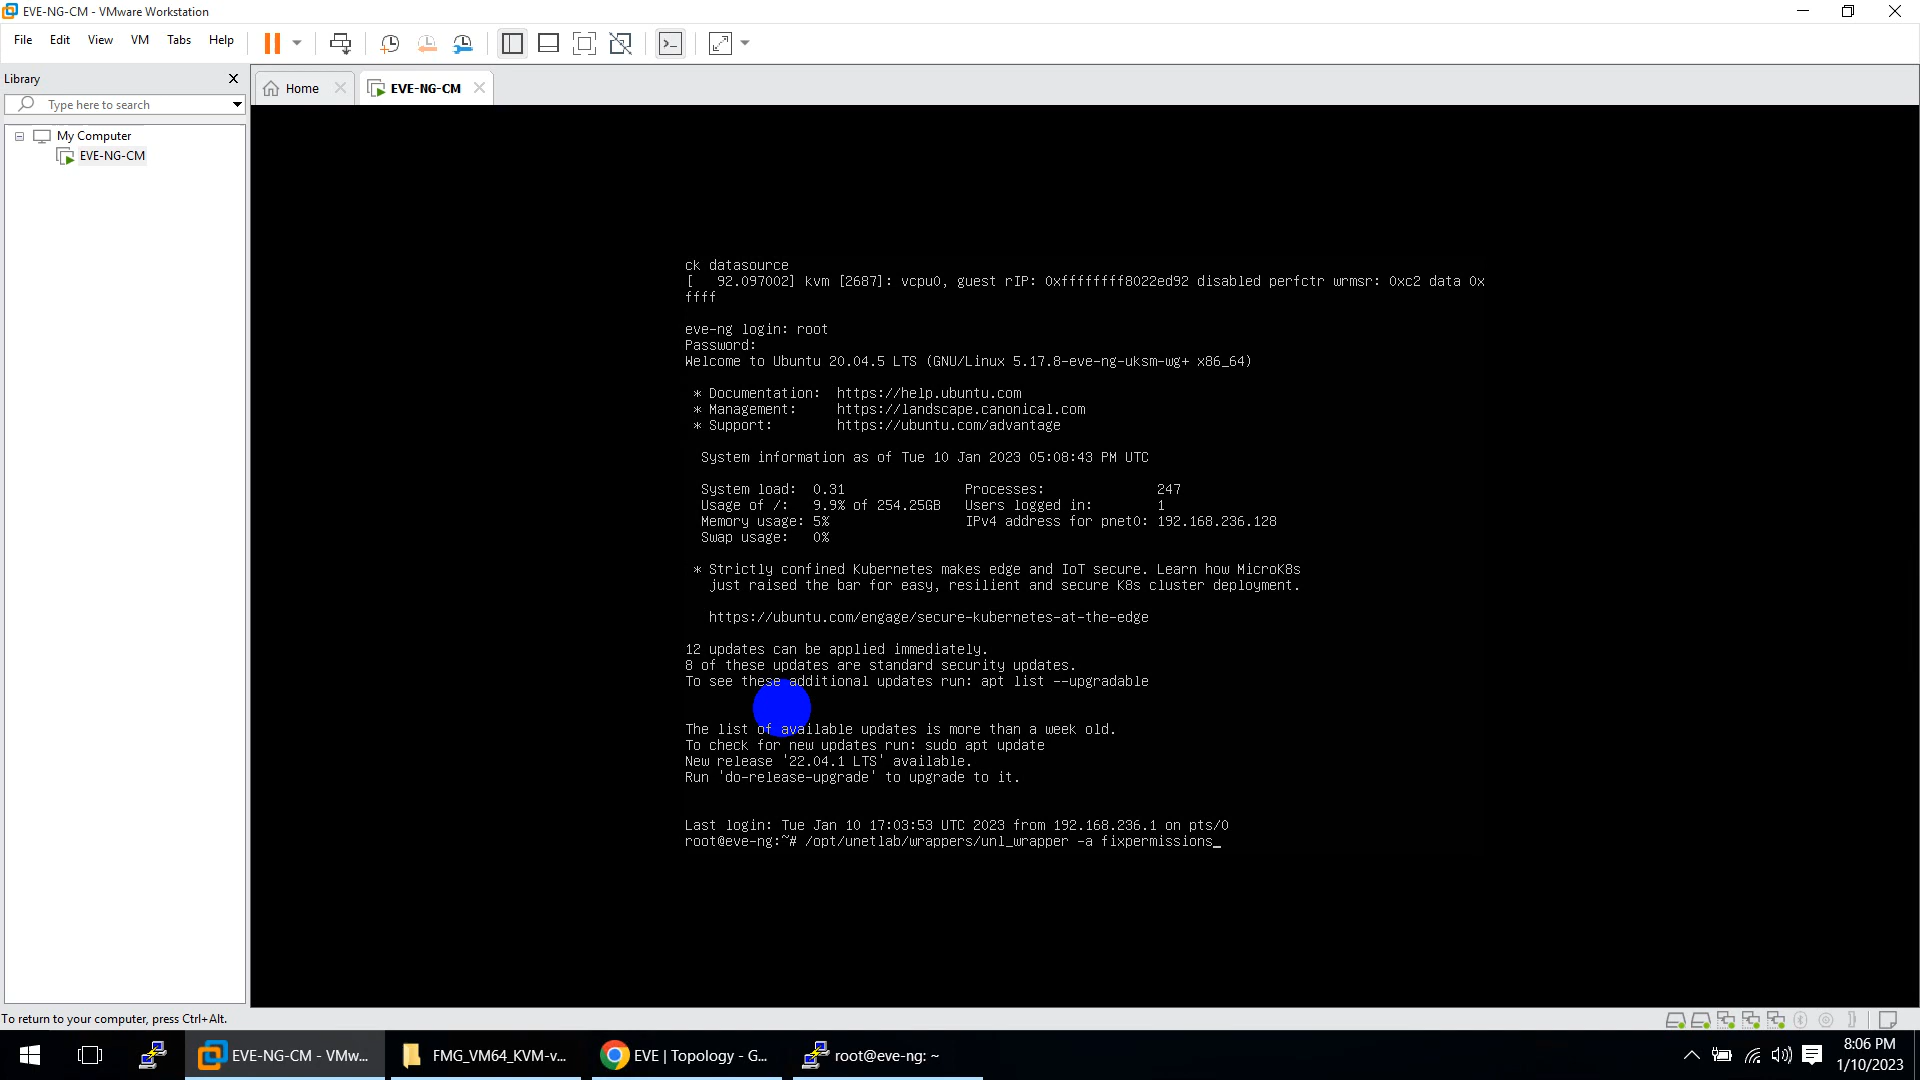 EVE-NG-CM - VMware Workstation
File Edit View VM Tabs Help
Library
Type here to search
My Computer
EVE-NG-CM
Home
EVE-NG-CM
ck datasource
[   92.097002] kvm [2687]: vcpu0, guest rIP: 0xffffffff8022ed92 disabled perfctr wrmsr: 0xc2 data 0x
ffff
eve-ng login: root
Password:
Welcome to Ubuntu 20.04.5 LTS (GNU/Linux 5.17.8-eve-ng-uksm-wg+ x86_64)
* Documentation:  https://help.ubuntu.com
* Management:     https://landscape.canonical.com
* Support:        https://ubuntu.com/advantage
System information as of Tue 10 Jan 2023 05:08:43 PM UTC
System load:  0.31               Processes:              247
Usage of /:   9.9% of 254.25GB   Users logged in:        1
Memory usage: 5%                 IPv4 address for pnet0: 192.168.236.128
Swap usage:   0%
* Strictly confined Kubernetes makes edge and IoT secure. Learn how MicroK8s
just raised the bar for easy, resilient and secure K8s cluster deployment.
https://ubuntu.com/engage/secure-kubernetes-at-the-edge
12 updates can be applied immediately.
8 of these updates are standard security updates.
To see these additional updates run: apt list --upgradable
The list of available updates is more than a week old.
To check for new updates run: sudo apt update
New release '22.04.1 LTS' available.
Run 'do-release-upgrade' to upgrade to it.
Last login: Tue Jan 10 17:03:53 UTC 2023 from 192.168.236.1 on pts/0
root@eve-ng:~# /opt/unetlab/wrappers/unl_wrapper -a fixpermissions_
To return to your computer, press Ctrl+Alt.
EVE-NG-CM - VMw...
FMG_VM64_KVM-v...
EVE | Topology - G...
root@eve-ng: ~
8:06 PM
1/10/2023